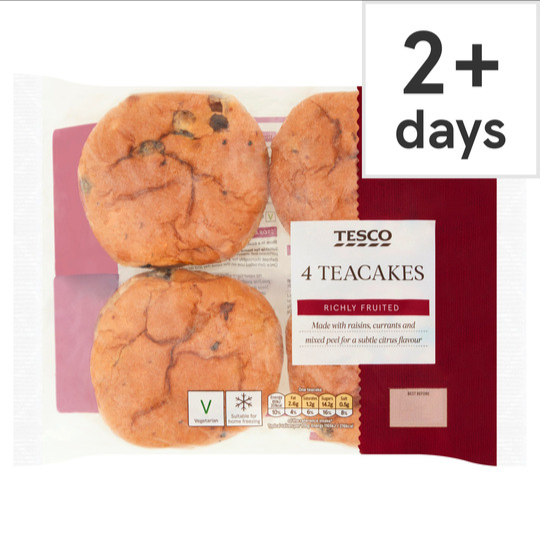 2+
days
TESCO
4 TEACAKES
RICHLY FRUITED
Made with raisins, currants and
mixed peel for a subtle citrus flavour
BEST BEFORE
V
Vegetarian
Suitable for
home freezing
Energy
Fat
2.6g
4%
Saturates
1.2g
6%
Sugars
14.2g
16%
Salt
0.5g
8%
10%